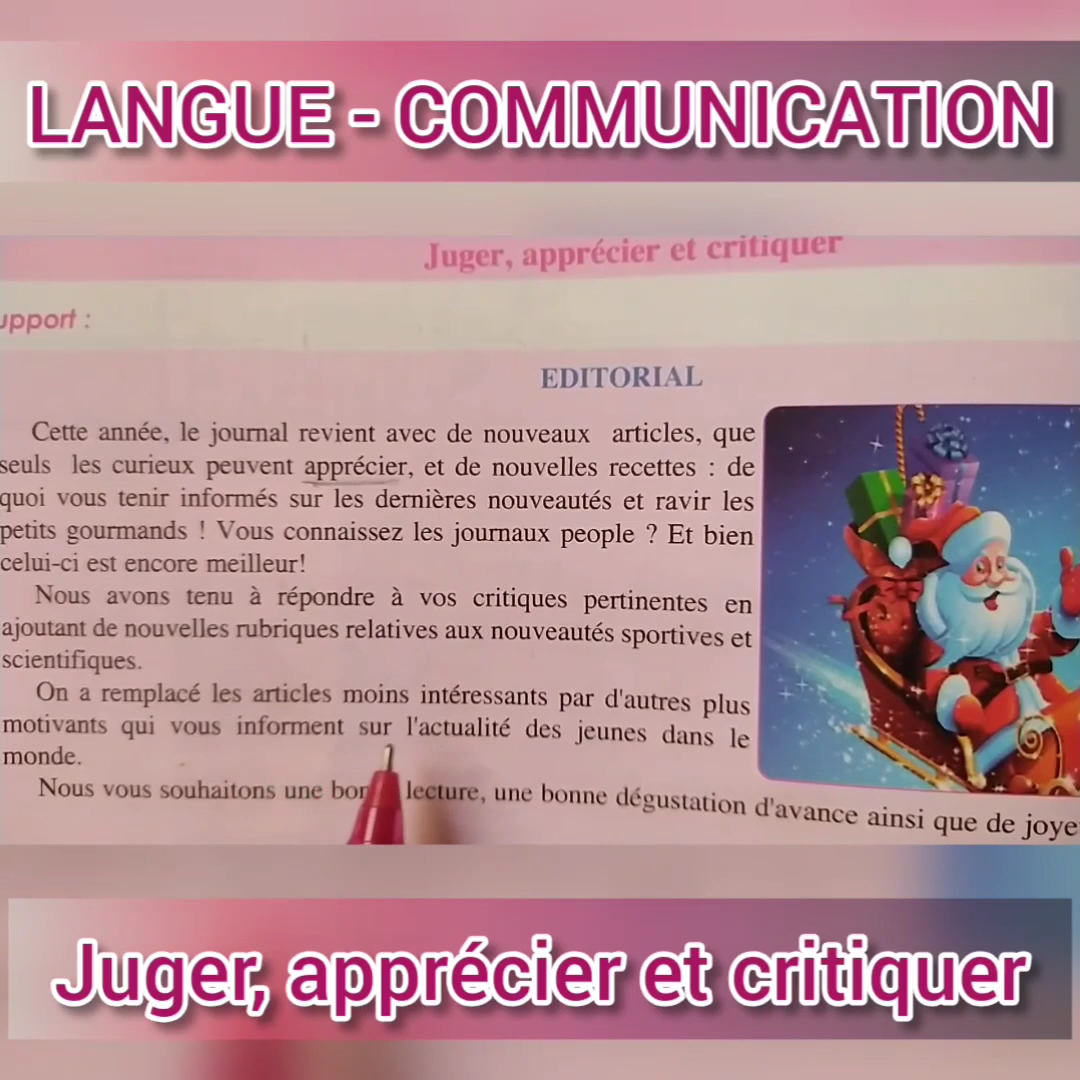 LANGUE - COMMUNICATION
Juger, apprécier et critiquer
upport :
EDITORIAL
Cette année, le journal revient avec de nouveaux articles, que
seuls les curieux peuvent apprécier, et de nouvelles recettes : de
quoi vous tenir informés sur les dernières nouveautés et ravir les
petits gourmands ! Vous connaissez les journaux people ? Et bien
celui-ci est encore meilleur!
Nous avons tenu à répondre à vos critiques pertinentes en
ajoutant de nouvelles rubriques relatives aux nouveautés sportives et
scientifiques.
On a remplacé les articles moins intéressants par d'autres plus
motivants qui vous informent sur l'actualité des jeunes dans le
monde.
Nous vous souhaitons une bon lecture, une bonne dégustation d'avance ainsi que de joye
Juger, apprécier et critiquer